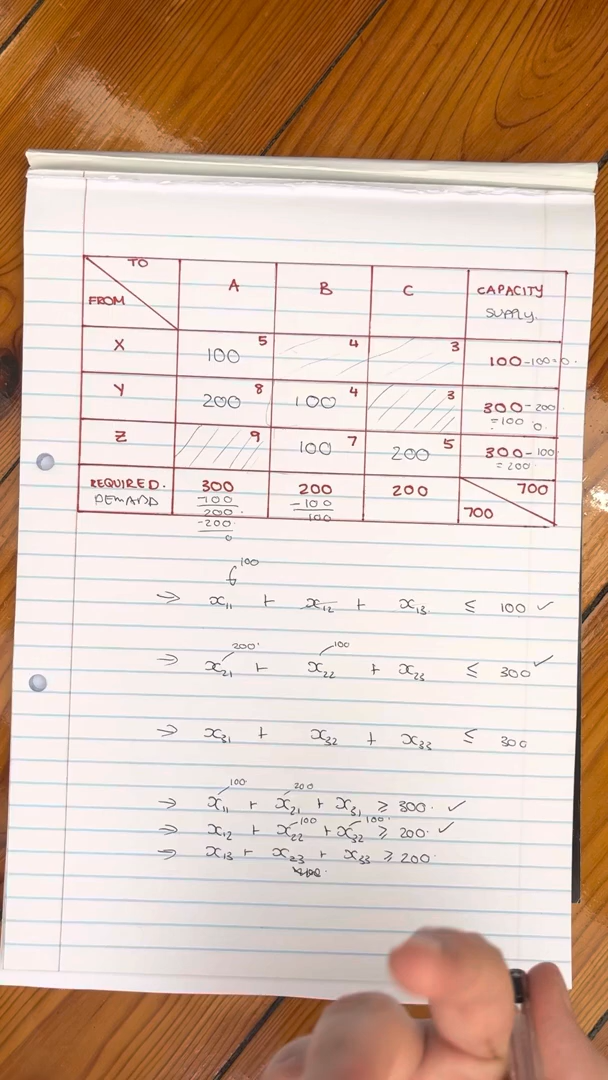 TO
FROM
A
B
C
CAPACITY
SUPPLY.
X
100 5
4
3
100-100=0.
Y
200 8
100 4
3
300-200
=100 0
Z
9
100 7
200 5
300-100
=200
REQUIRED.
DEMAND
300
-100
200
-200
0
200
-100
100
200
700
700
100
⇒ x₁₁ + x₁₂ + x₁₃ ≤ 100 ✓
200 100
⇒ x₂₁ + x₂₂ + x₂₃ ≤ 300 ✓
⇒ x₃₁ + x₃₂ + x₃₃ ≤ 300
100 200
⇒ x₁₁ + x₂₁ + x₃₁ ≥ 300. ✓
100 100
⇒ x₁₂ + x₂₂ + x₃₂ ≥ 200. ✓
⇒ x₁₃ + x₂₃ + x₃₃ ≥ 200.